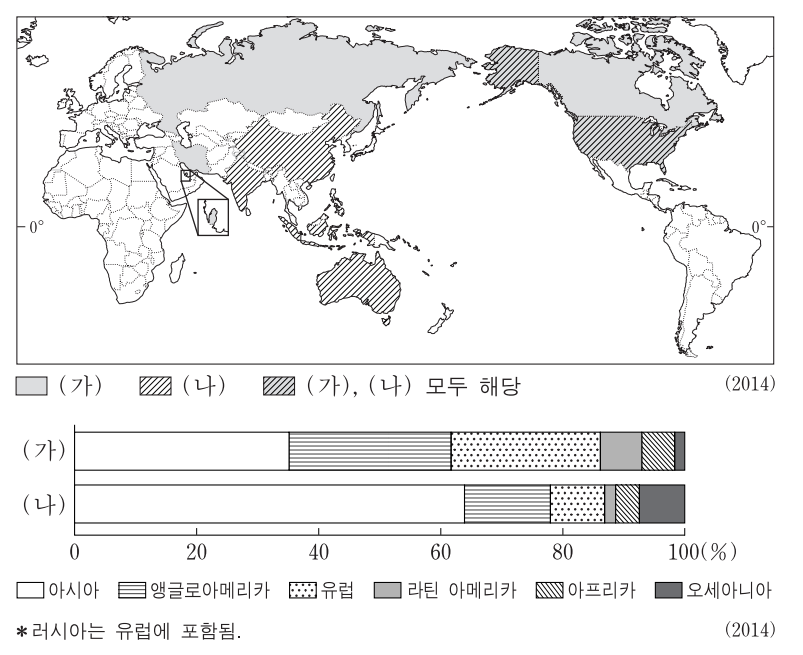 0° 0°
(가) (나) (가), (나) 모두 해당 (2014)
(가)
(나)
0 20 40 60 80 100(%)
아시아 앵글로아메리카 유럽 라틴 아메리카 아프리카 오세아니아
*러시아는 유럽에 포함됨. (2014)